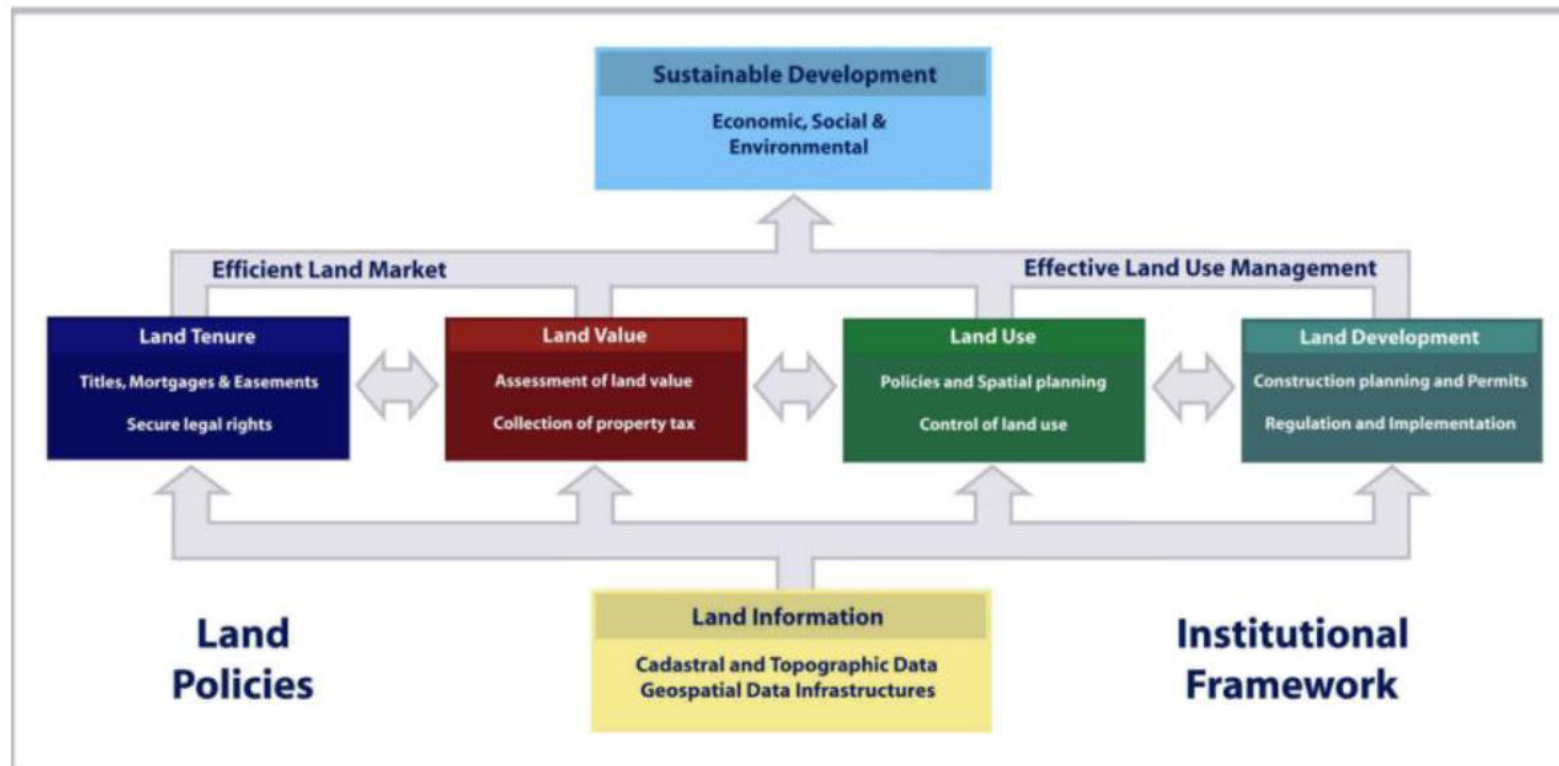 Sustainable Development
Economic, Social &
Environmental
Efficient Land Market
Effective Land Use Management
Land Tenure
Titles, Mortgages & Easements
Secure legal rights
Land Value
Assessment of land value
Collection of property tax
Land Use
Policies and Spatial planning
Control of land use
Land Development
Construction planning and Permits
Regulation and Implementation
Land
Policies
Land Information
Cadastral and Topographic Data
Geospatial Data Infrastructures
Institutional
Framework